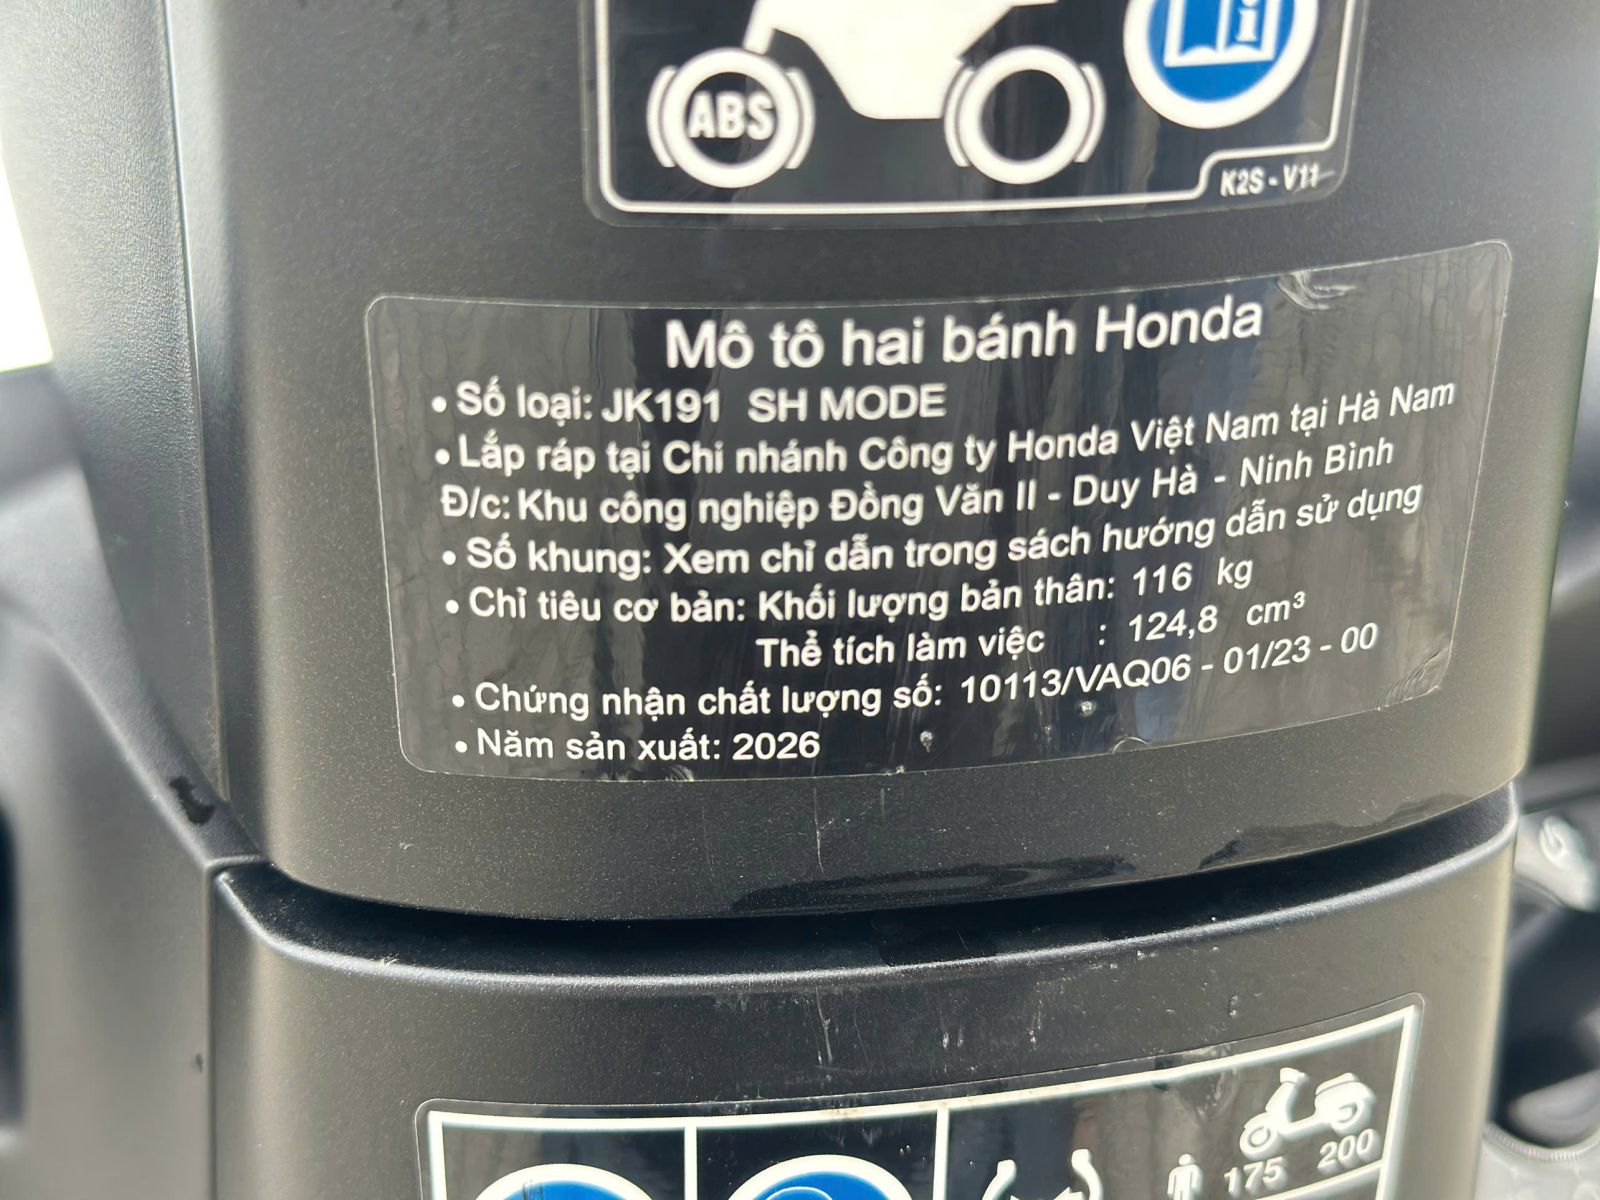 ABS
K2S - V11
Mô tô hai bánh Honda
• Số loại: JK191 SH MODE
• Lắp ráp tại Chi nhánh Công ty Honda Việt Nam tại Hà Nam
Đ/c: Khu công nghiệp Đồng Văn II - Duy Hà - Ninh Bình
• Số khung: Xem chỉ dẫn trong sách hướng dẫn sử dụng
• Chỉ tiêu cơ bản: Khối lượng bản thân: 116 kg
Thể tích làm việc : 124,8 cm³
• Chứng nhận chất lượng số: 10113/VAQ06 - 01/23 - 00
• Năm sản xuất: 2026
175 200